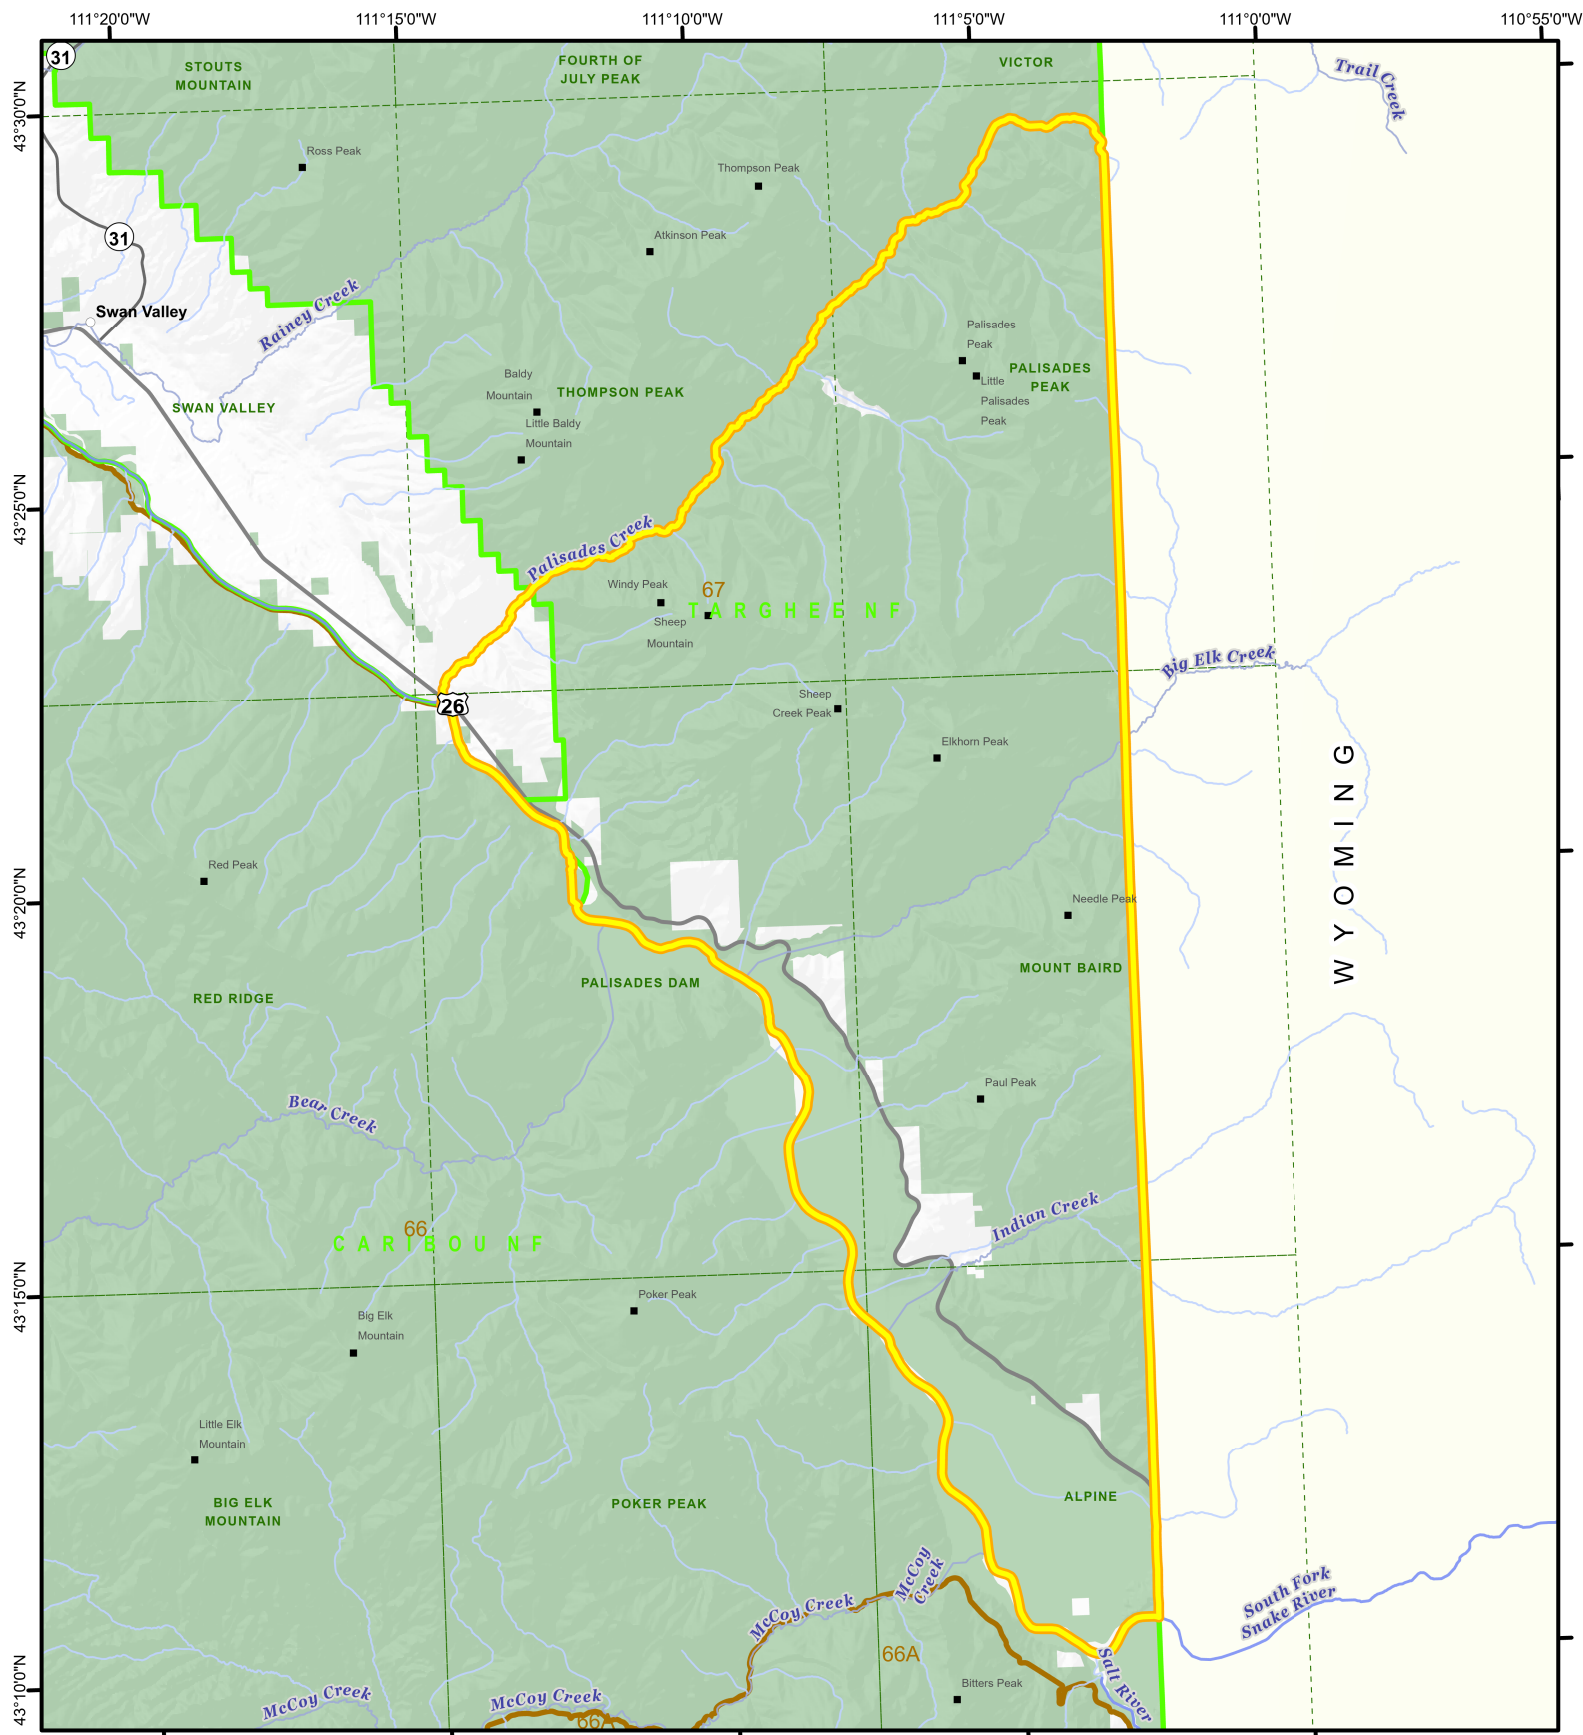 111°20'0"W
111°15'0"W
111°10'0"W
111°5'0"W
111°0'0"W
110°55'0"W
31
STOUTS
MOUNTAIN
FOURTH OF
JULY PEAK
VICTOR
Trail Creek
43°30'0"N
Ross Peak
Thompson Peak
31
Atkinson Peak
Swan Valley
Rainey Creek
Palisades
Peak
Little
Palisades
Peak
PALISADES
PEAK
Baldy
Mountain
THOMPSON PEAK
SWAN VALLEY
Little Baldy
Mountain
43°25'0"N
Palisades Creek
Windy Peak
67
TARGHEE NF
Sheep
Mountain
Big Elk Creek
26
Sheep
Creek Peak
Elkhorn Peak
WYOMING
Red Peak
43°20'0"N
Needle Peak
MOUNT BAIRD
PALISADES DAM
RED RIDGE
Paul Peak
Bear Creek
Indian Creek
66
CARIBOU NF
43°15'0"N
Poker Peak
Big Elk
Mountain
Little Elk
Mountain
BIG ELK
MOUNTAIN
POKER PEAK
ALPINE
McCoy
Creek
McCoy Creek
South Fork
Snake River
66A
Salt River
Bitters Peak
43°10'0"N
McCoy Creek
McCoy Creek
66A